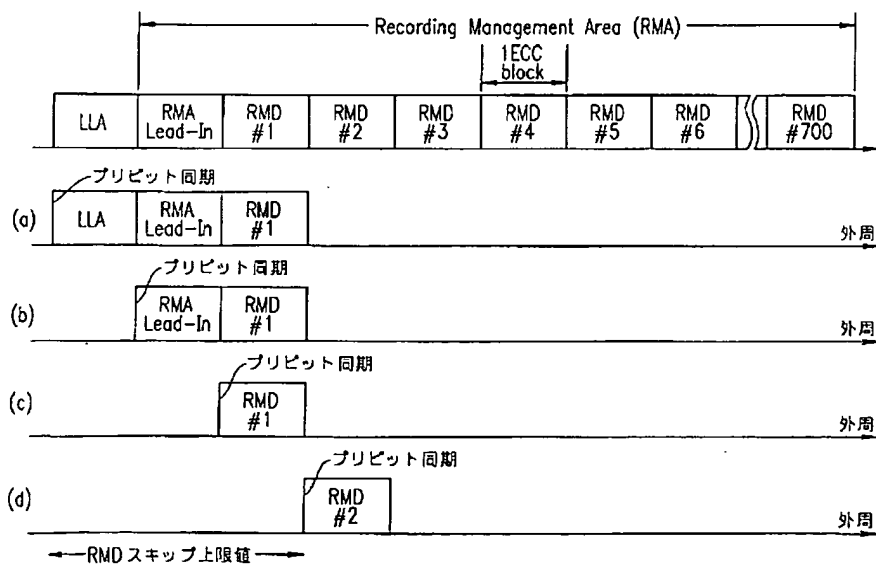 Recording Management Area (RMA)
1ECC
block
LLA
RMA
Lead-In
RMD
#1
RMD
#2
RMD
#3
RMD
#4
RMD
#5
RMD
#6
RMD
#700
プリピット同期
(a)
LLA
RMA
Lead-In
RMD
#1
外周
プリピット同期
(b)
RMA
Lead-In
RMD
#1
外周
プリピット同期
(c)
RMD
#1
外周
プリピット同期
(d)
RMD
#2
外周
RMDスキップ上限値